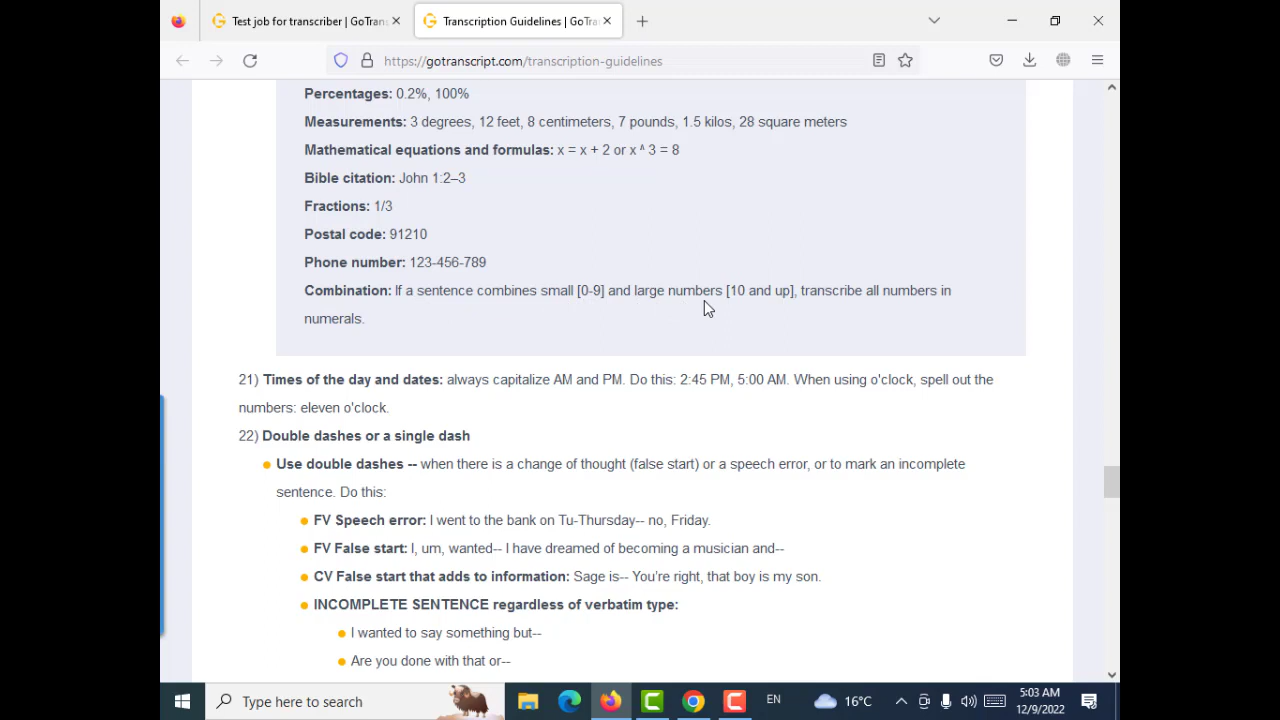 Test job for transcriber | GoTrans
Transcription Guidelines | GoTra
https://gotranscript.com/transcription-guidelines
Percentages: 0.2%, 100%
Measurements: 3 degrees, 12 feet, 8 centimeters, 7 pounds, 1.5 kilos, 28 square meters
Mathematical equations and formulas: x = x + 2 or x ^ 3 = 8
Bible citation: John 1:2–3
Fractions: 1/3
Postal code: 91210
Phone number: 123-456-789
Combination: If a sentence combines small [0-9] and large numbers [10 and up], transcribe all numbers in
numerals.
21) Times of the day and dates: always capitalize AM and PM. Do this: 2:45 PM, 5:00 AM. When using o'clock, spell out the
numbers: eleven o'clock.
22) Double dashes or a single dash
Use double dashes -- when there is a change of thought (false start) or a speech error, or to mark an incomplete
sentence. Do this:
FV Speech error: I went to the bank on Tu-Thursday-- no, Friday.
FV False start: I, um, wanted-- I have dreamed of becoming a musician and--
CV False start that adds to information: Sage is-- You're right, that boy is my son.
INCOMPLETE SENTENCE regardless of verbatim type:
I wanted to say something but--
Are you done with that or--
Type here to search
16°C
EN
5:03 AM
12/9/2022